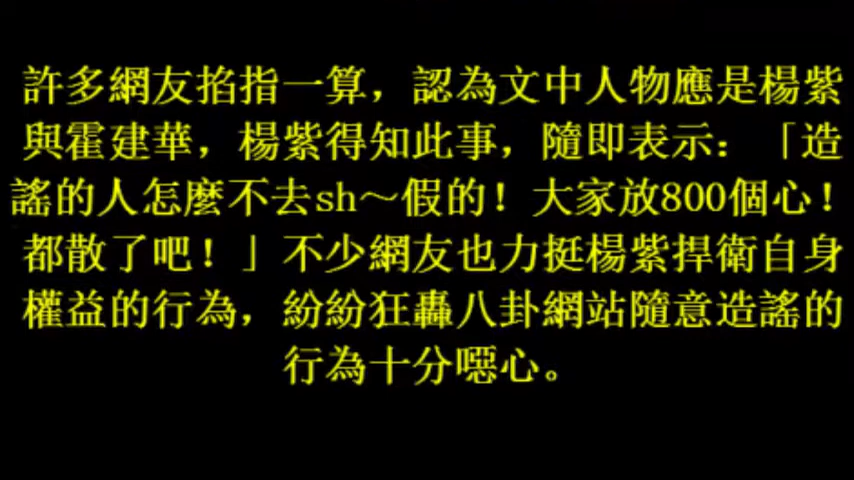 許多網友掐指一算，認為文中人物應是楊紫
與霍建華，楊紫得知此事，隨即表示：「造
謠的人怎麼不去sh～假的！大家放800個心！
都散了吧！」不少網友也力挺楊紫捍衛自身
權益的行為，紛紛狂轟八卦網站隨意造謠的
行為十分噁心。